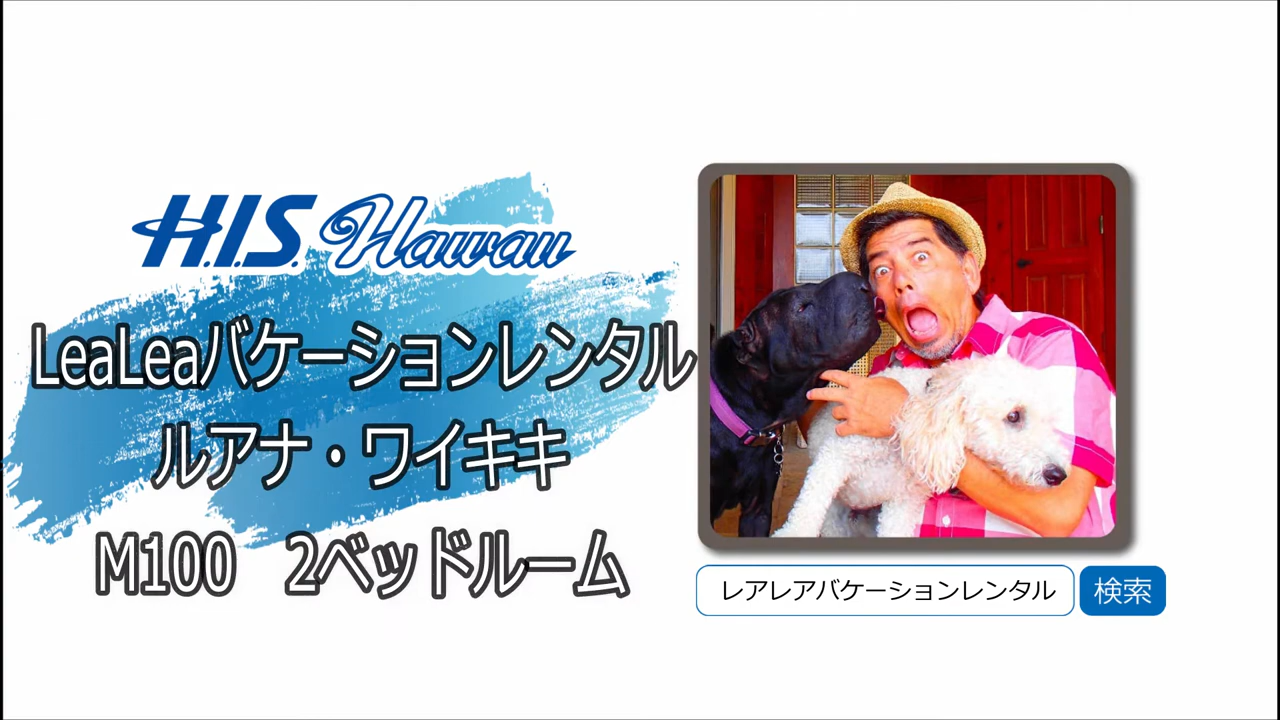 H.I.S. Hawaii
LeaLeaバケーションレンタル
ルアナ・ワイキキ
M100　2ベッドルーム
レアレアバケーションレンタル
検索